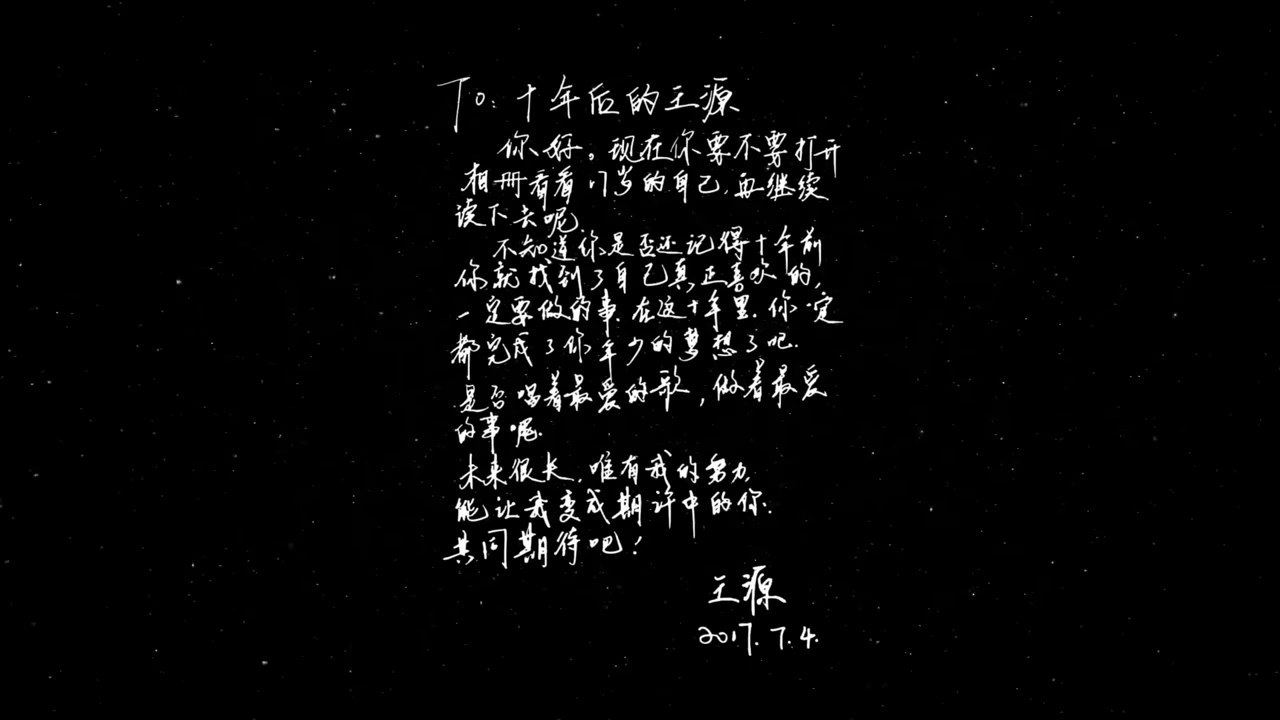 To: 十年后的王源
你好。现在你要不要打开
相册看看17岁的自己,再继续
读下去呢
不知道你是否还记得十年前
你就找到了自己真正喜欢的,
一定要做的事.在这十年里.你一定
都完成了你年少的梦想了吧.
是否唱着最爱的歌,做着最爱
的事呢.
未来很长,唯有我的努力
能让我变成期许中的你.
共同期待吧!
王源
2017.7.4.